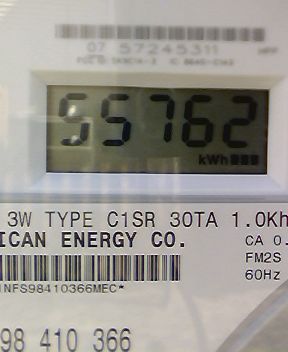 07 57245311
55762
kWh
3W TYPE C1SR 30TA 1.0Kh
ICAN ENERGY CO.
CA 0.
FM2S
60Hz
INFS98410366MEC*
98 410 366